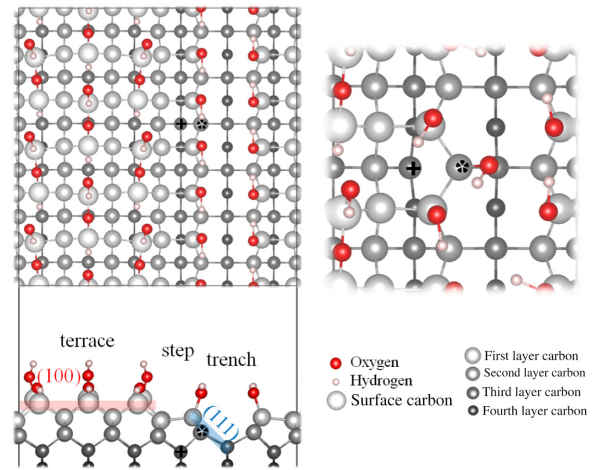 terrace
step
trench
(100)
(111)
Oxygen
Hydrogen
Surface carbon
First layer carbon
Second layer carbon
Third layer carbon
Fourth layer carbon